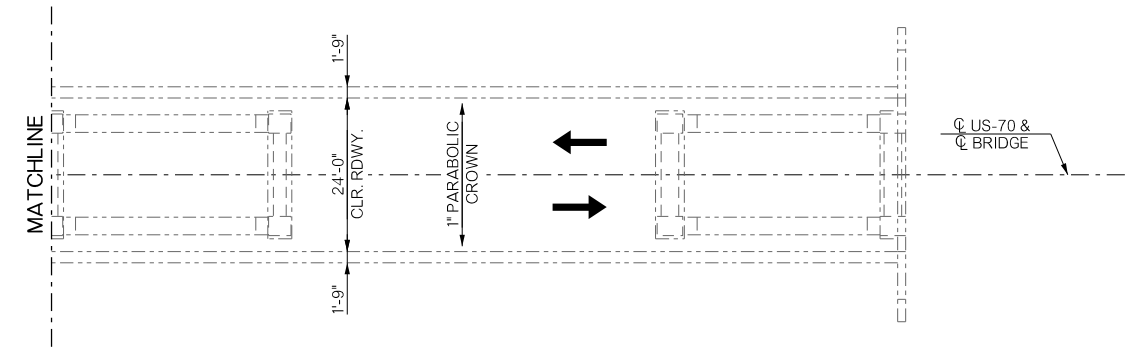 MATCHLINE
1'-9"
24'-0"
CLR. RDWY.
1'-9"
1" PARABOLIC
CROWN
℄ US-70 &
℄ BRIDGE